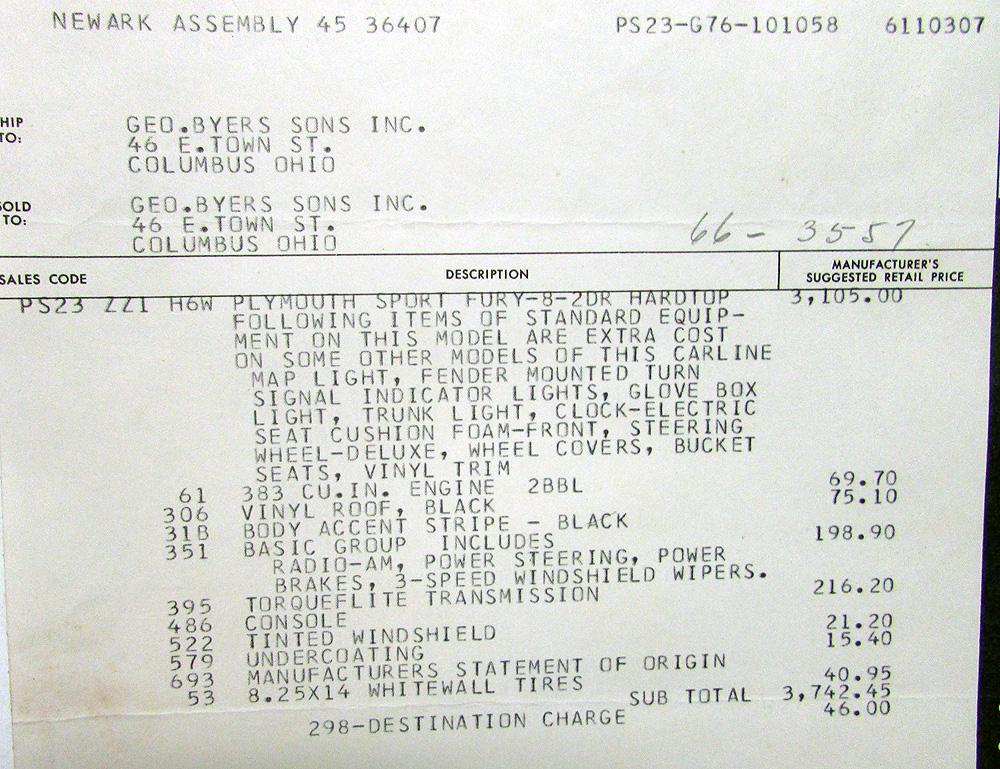 NEWARK ASSEMBLY 45 36407 PS23-G76-101058 6110307
HIP TO:
GEO.BYERS SONS INC.
46 E.TOWN ST.
COLUMBUS OHIO
SOLD TO:
GEO.BYERS SONS INC.
46 E.TOWN ST.
COLUMBUS OHIO
66- 3557
SALES CODE DESCRIPTION MANUFACTURER'S SUGGESTED RETAIL PRICE
PS23 ZZ1 H6W PLYMOUTH SPORT FURY-8-2DR HARDTOP 3,105.00
FOLLOWING ITEMS OF STANDARD EQUIP-
MENT ON THIS MODEL ARE EXTRA COST
ON SOME OTHER MODELS OF THIS CARLINE
MAP LIGHT, FENDER MOUNTED TURN
SIGNAL INDICATOR LIGHTS, GLOVE BOX
LIGHT, TRUNK LIGHT, CLOCK-ELECTRIC
SEAT CUSHION FOAM-FRONT, STEERING
WHEEL-DELUXE, WHEEL COVERS, BUCKET
SEATS, VINYL TRIM
61 383 CU.IN. ENGINE 2BBL 69.70
306 VINYL ROOF, BLACK 75.10
31B BODY ACCENT STRIPE - BLACK
351 BASIC GROUP INCLUDES 198.90
RADIO-AM, POWER STEERING, POWER
BRAKES, 3-SPEED WINDSHIELD WIPERS.
395 TORQUEFLITE TRANSMISSION 216.20
486 CONSOLE
522 TINTED WINDSHIELD 21.20
579 UNDERCOATING 15.40
693 MANUFACTURERS STATEMENT OF ORIGIN
53 8.25X14 WHITEWALL TIRES 40.95
SUB TOTAL 3,742.45
298-DESTINATION CHARGE 46.00